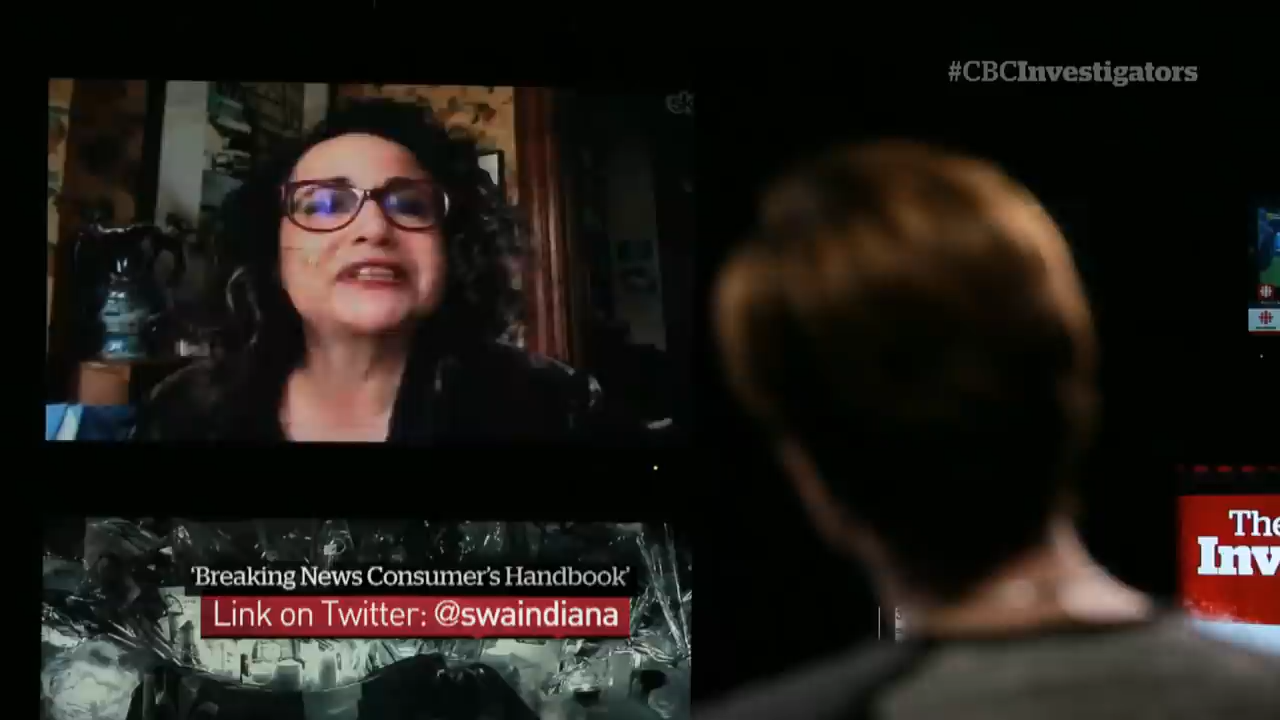 #CBCInvestigators
'Breaking News Consumer's Handbook'
Link on Twitter: @swaindiana
The
Inv